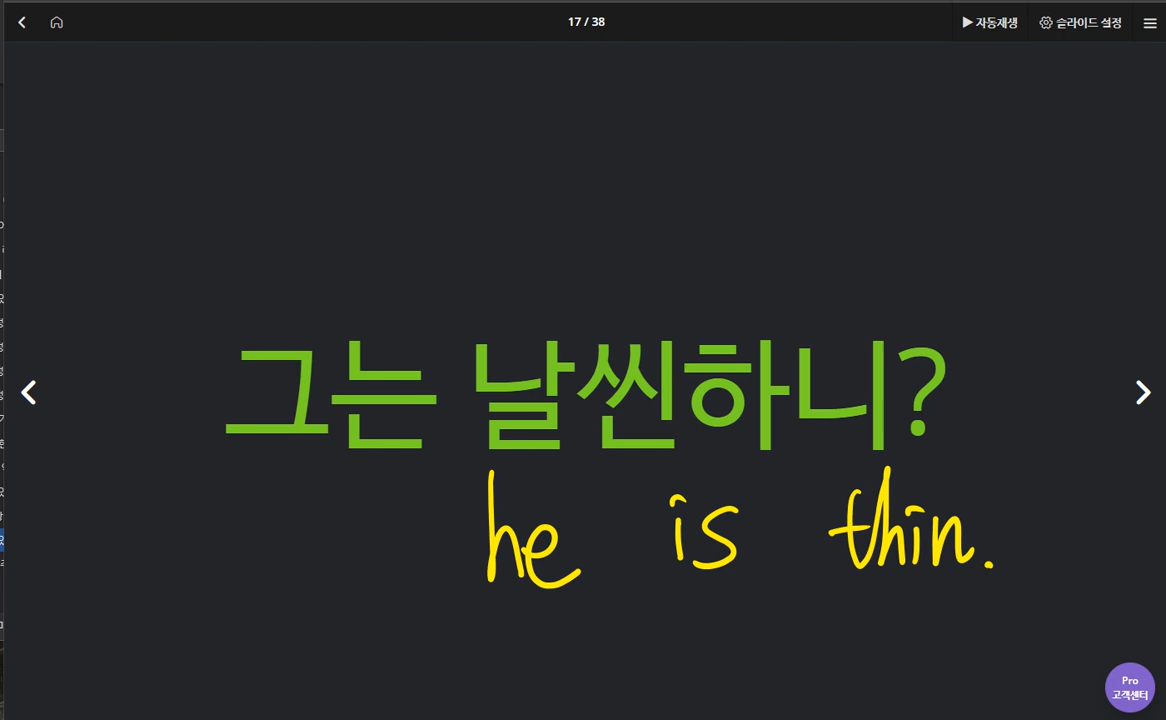 17 / 38
▶ 자동재생
슬라이드 설정
그는 날씬하니?
he is thin.
Pro
고객센터